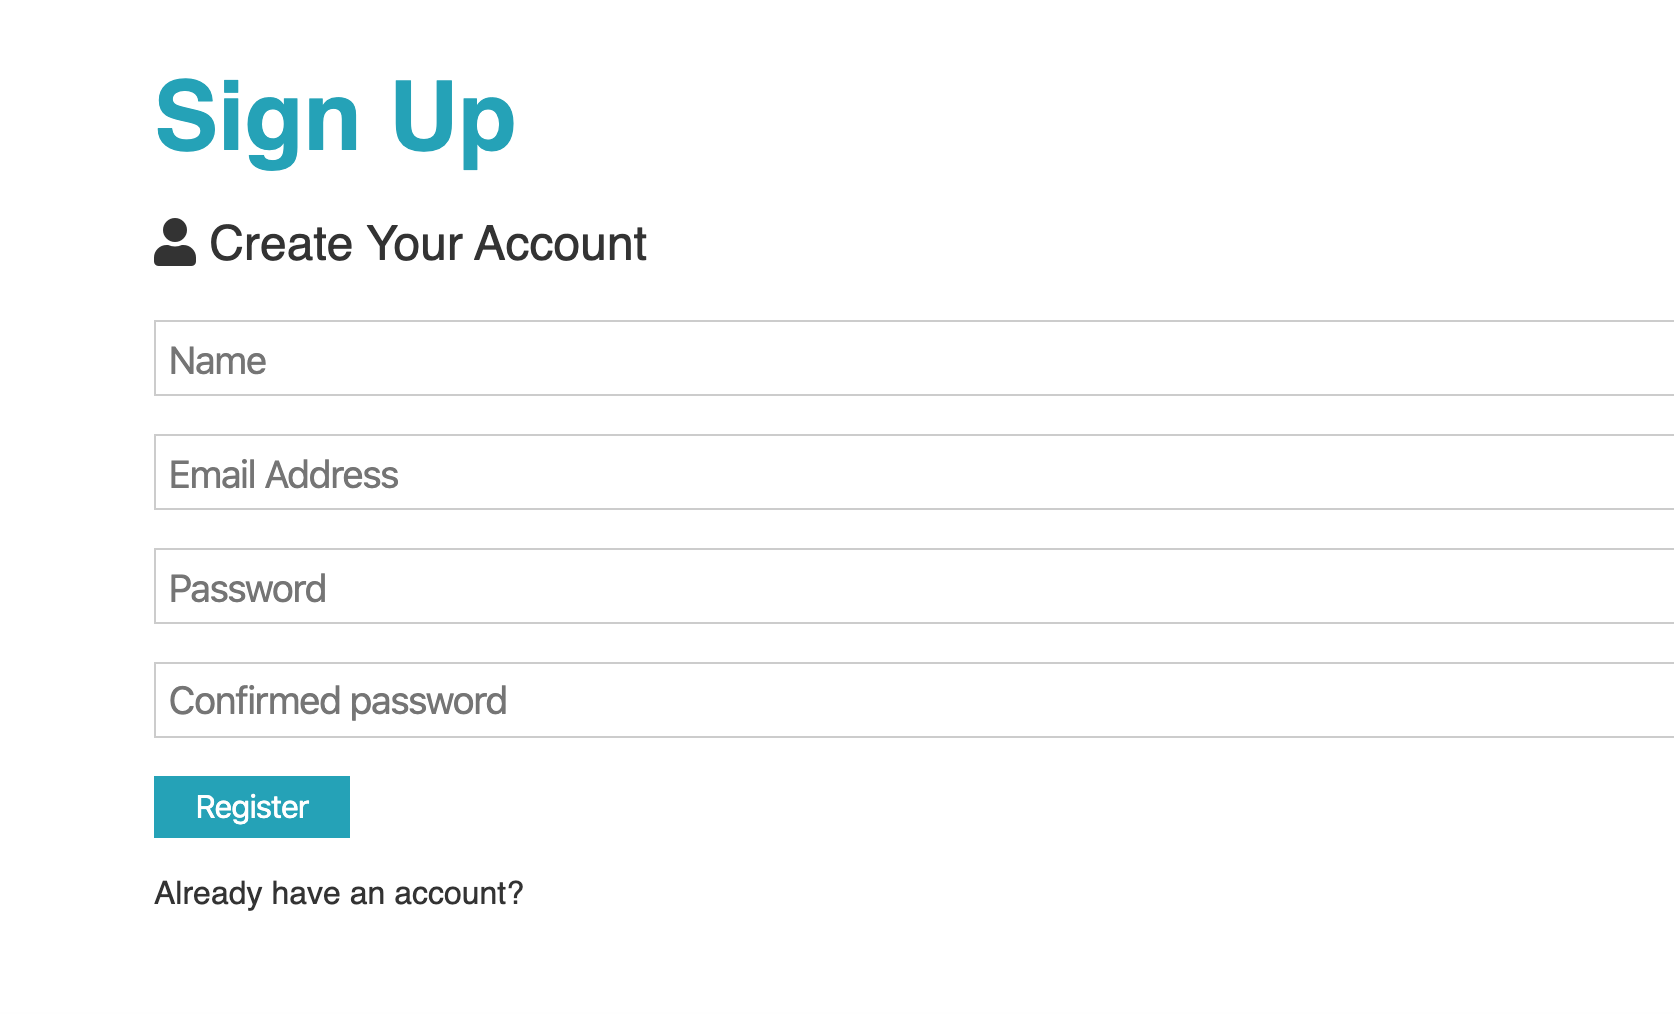 Sign Up
Create Your Account
Name
Email Address
Password
Confirmed password
Register
Already have an account?